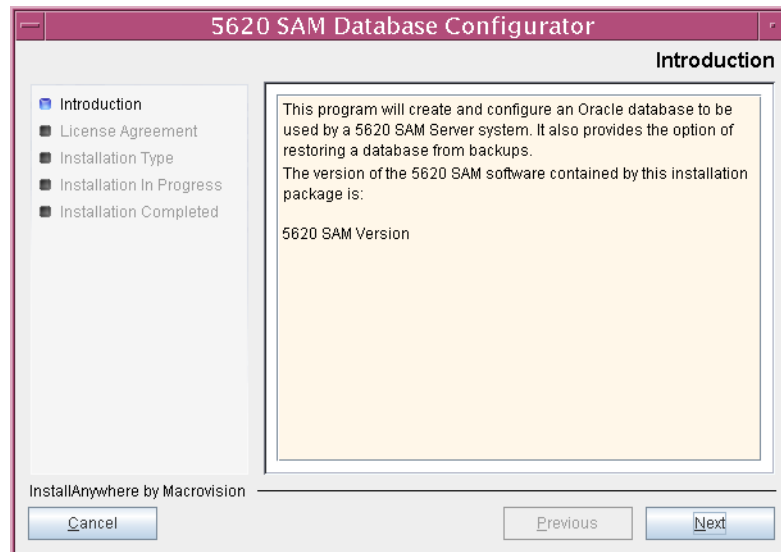 5620 SAM Database Configurator
Introduction
Introduction
License Agreement
Installation Type
Installation In Progress
Installation Completed
This program will create and configure an Oracle database to be
used by a 5620 SAM Server system. It also provides the option of
restoring a database from backups.
The version of the 5620 SAM software contained by this installation
package is:
5620 SAM Version
InstallAnywhere by Macrovision
Cancel
Previous
Next